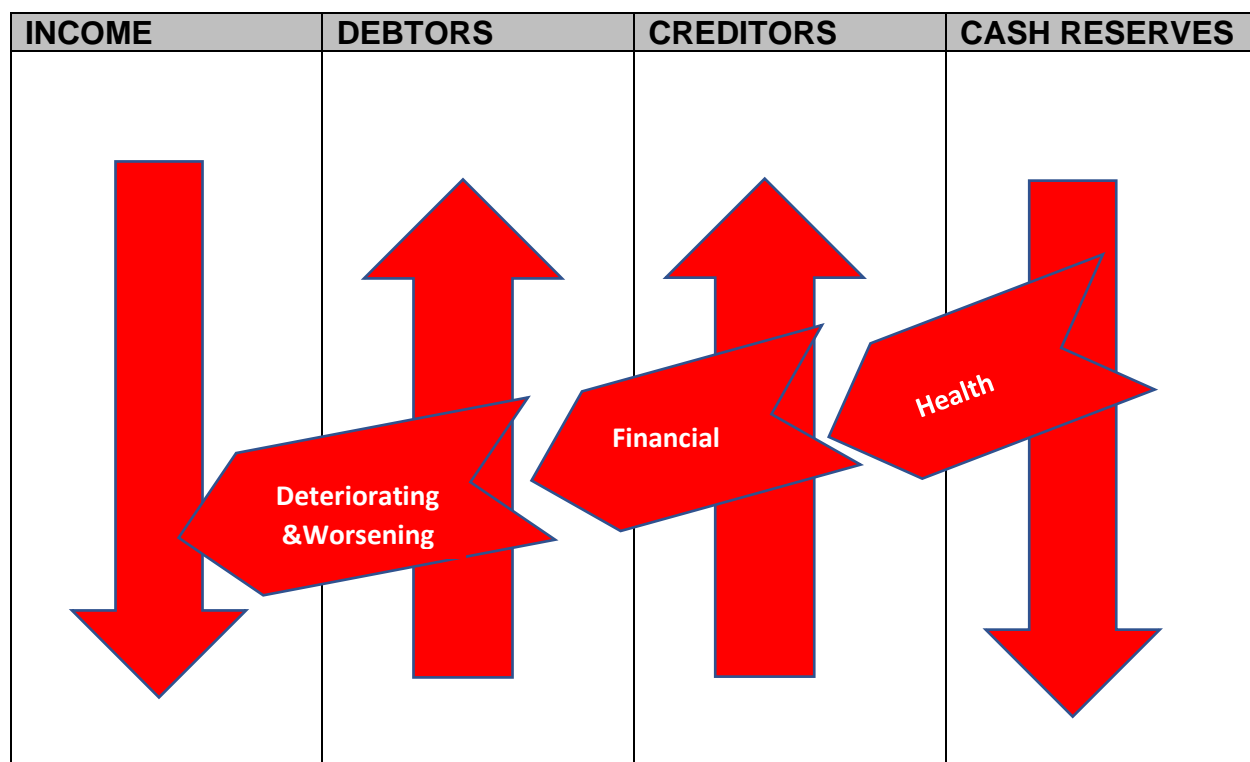 INCOME DEBTORS CREDITORS CASH RESERVES
Deteriorating
&Worsening
Financial
Health